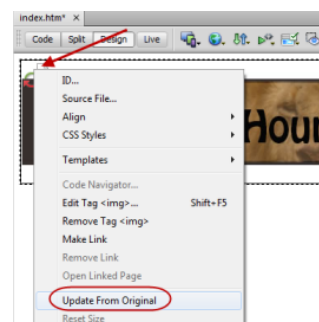 index.htm* ×
Code Split Design Live
ID...
Source File...
Align
CSS Styles
Templates
Code Navigator...
Edit Tag <img>... Shift+F5
Remove Tag <img>
Make Link
Remove Link
Open Linked Page
Update From Original
Reset Size
Hour